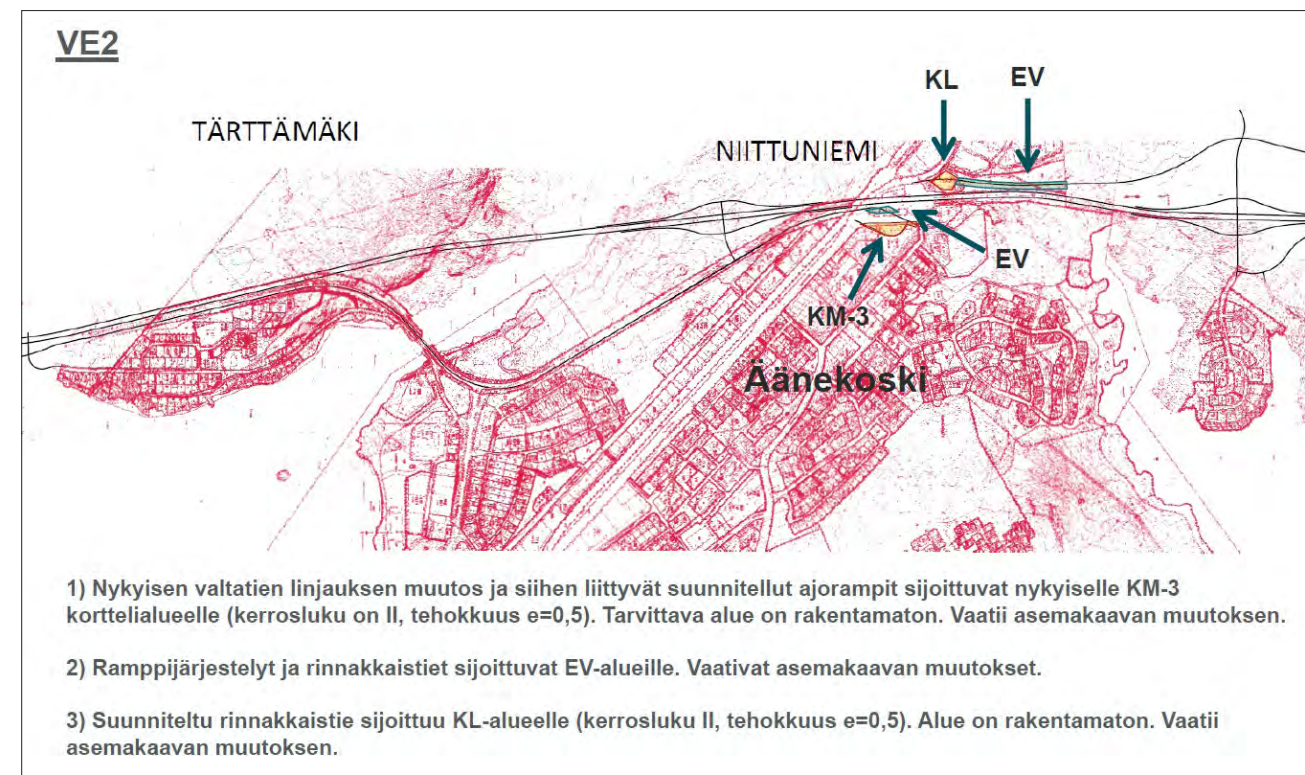 VE2
KL
EV
TÄRTTÄMÄKI
NIITTUNIEMI
EV
KM-3
Äänekoski
1) Nykyisen valtatien linjauksen muutos ja siihen liittyvät suunnitellut ajorampit sijoittuvat nykyiselle KM-3
korttelialueelle (kerrosluku on II, tehokkuus e=0,5). Tarvittava alue on rakentamaton. Vaatii asemakaavan muutoksen.
2) Ramppijärjestelyt ja rinnakkaistiet sijoittuvat EV-alueille. Vaativat asemakaavan muutokset.
3) Suunniteltu rinnakkaistie sijoittuu KL-alueelle (kerrosluku II, tehokkuus e=0,5). Alue on rakentamaton. Vaatii
asemakaavan muutoksen.